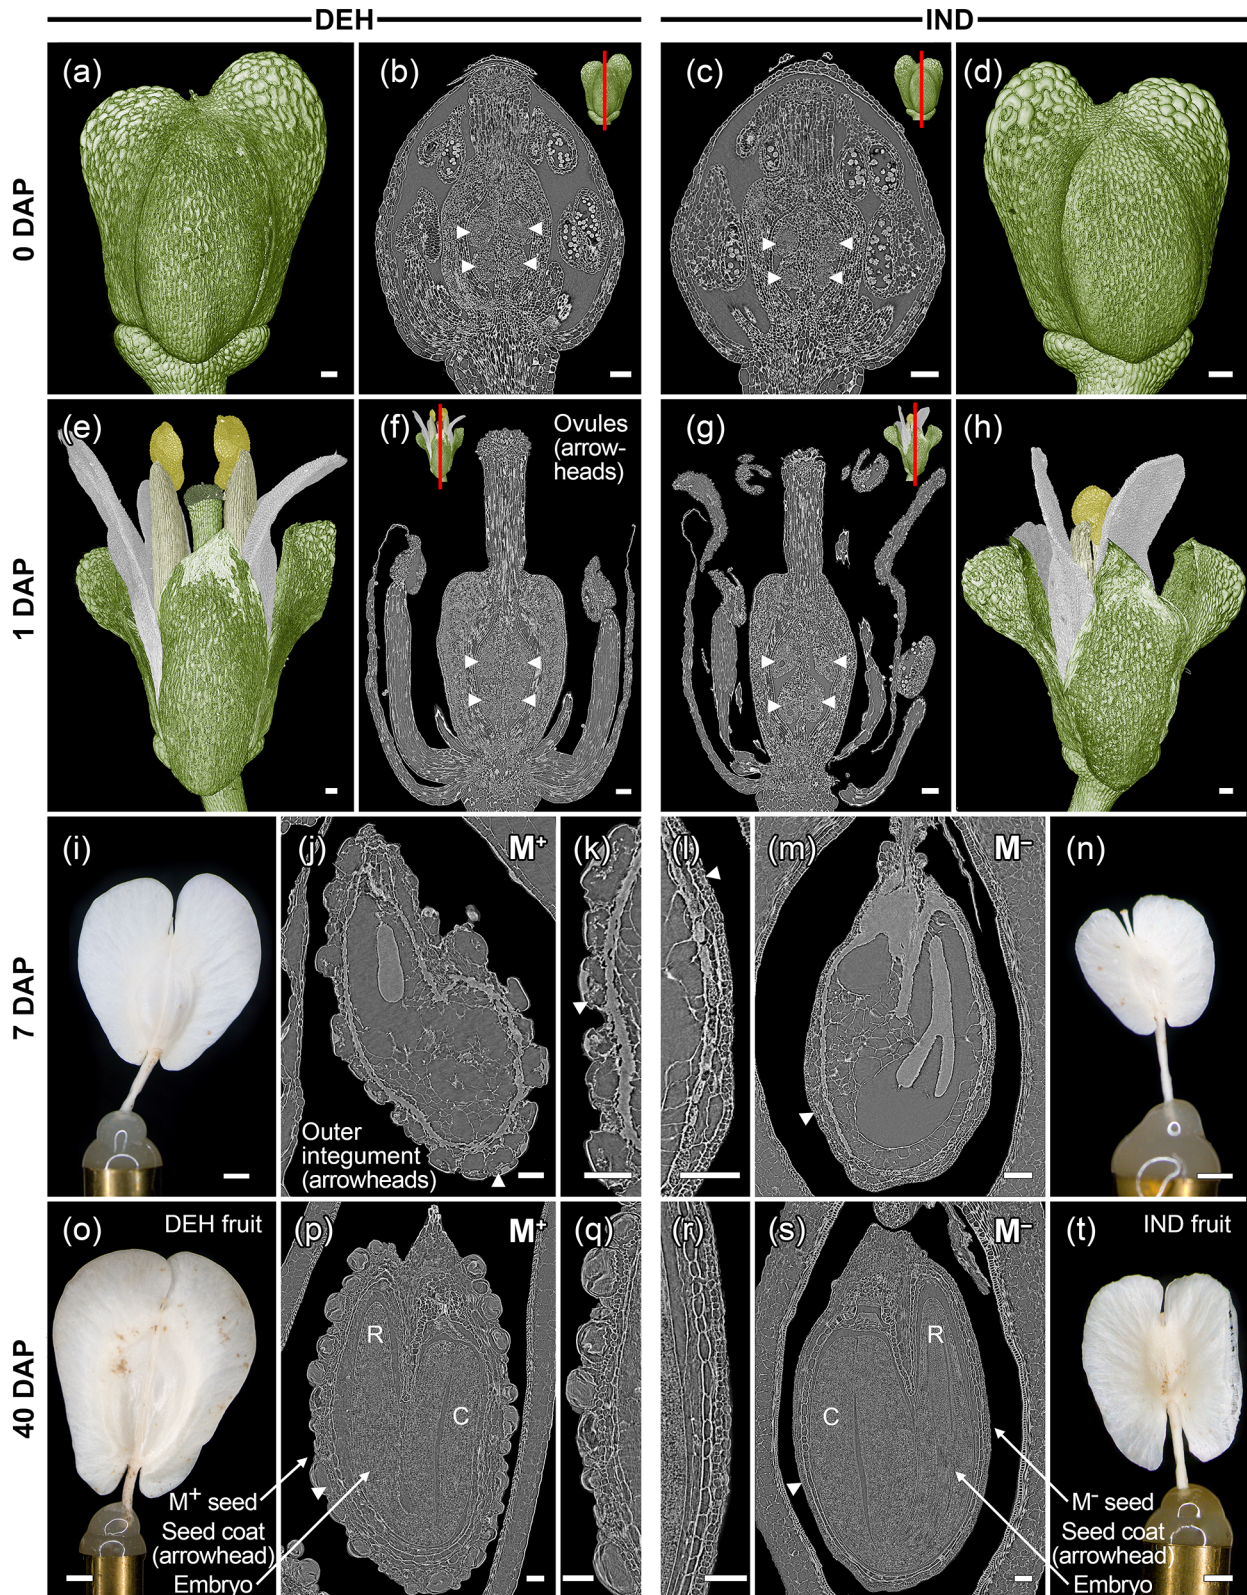 DEH
IND
0 DAP
(a)
(b)
(c)
(d)
1 DAP
(e)
(f)
Ovules
(arrow-
heads)
(g)
(h)
7 DAP
(i)
(j)
M⁺
Outer
integument
(arrowheads)
(k)
(l)
(m)
M⁻
(n)
40 DAP
(o)
DEH fruit
(p)
M⁺
R
C
(q)
(r)
(s)
M⁻
R
C
(t)
IND fruit
M⁺ seed
Seed coat
(arrowhead)
Embryo
M⁻ seed
Seed coat
(arrowhead)
Embryo